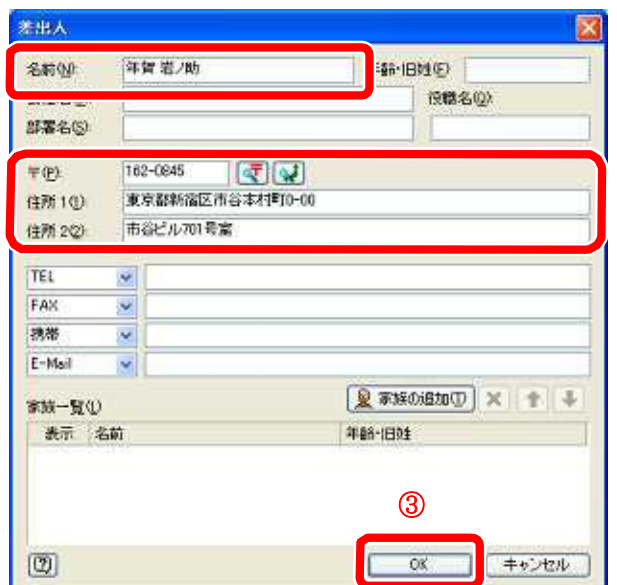 差出人
名前(N): 年賀 岩ノ助 年齢・旧姓(E)
役職名(Q):
部署名(S):
〒(P): 162-0845
住所 1(1): 東京都新宿区市谷本村町0-00
住所 2(2): 市谷ビル701号室
TEL
FAX
携帯
E-Mail
家族一覧(L) 家族の追加(T)
表示 名前 年齢・旧姓
③
OK キャンセル